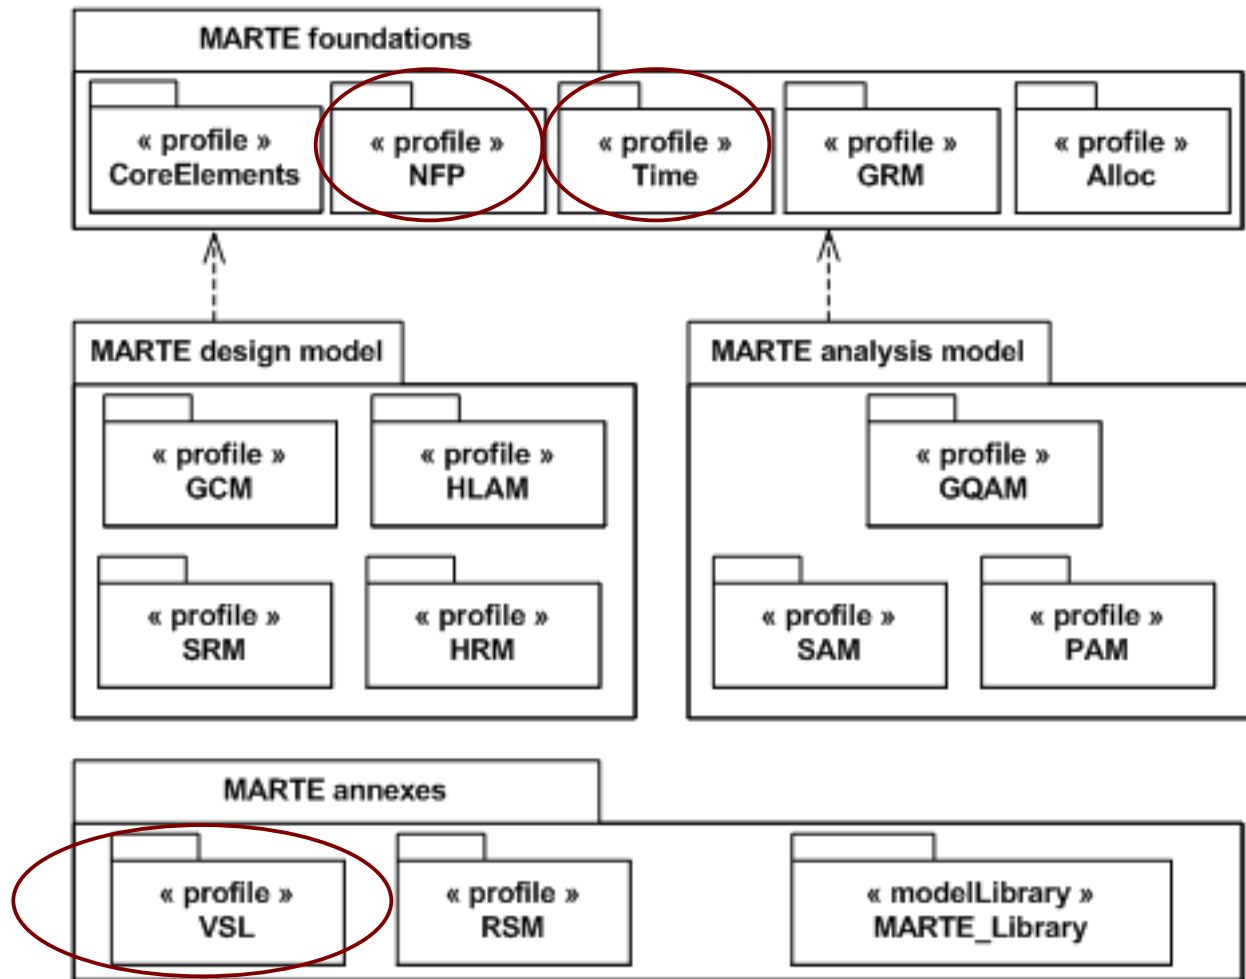 MARTE foundations
« profile »
CoreElements
« profile »
NFP
« profile »
Time
« profile »
GRM
« profile »
Alloc
MARTE design model
« profile »
GCM
« profile »
HLAM
« profile »
SRM
« profile »
HRM
MARTE analysis model
« profile »
GQAM
« profile »
SAM
« profile »
PAM
MARTE annexes
« profile »
VSL
« profile »
RSM
« modelLibrary »
MARTE_Library